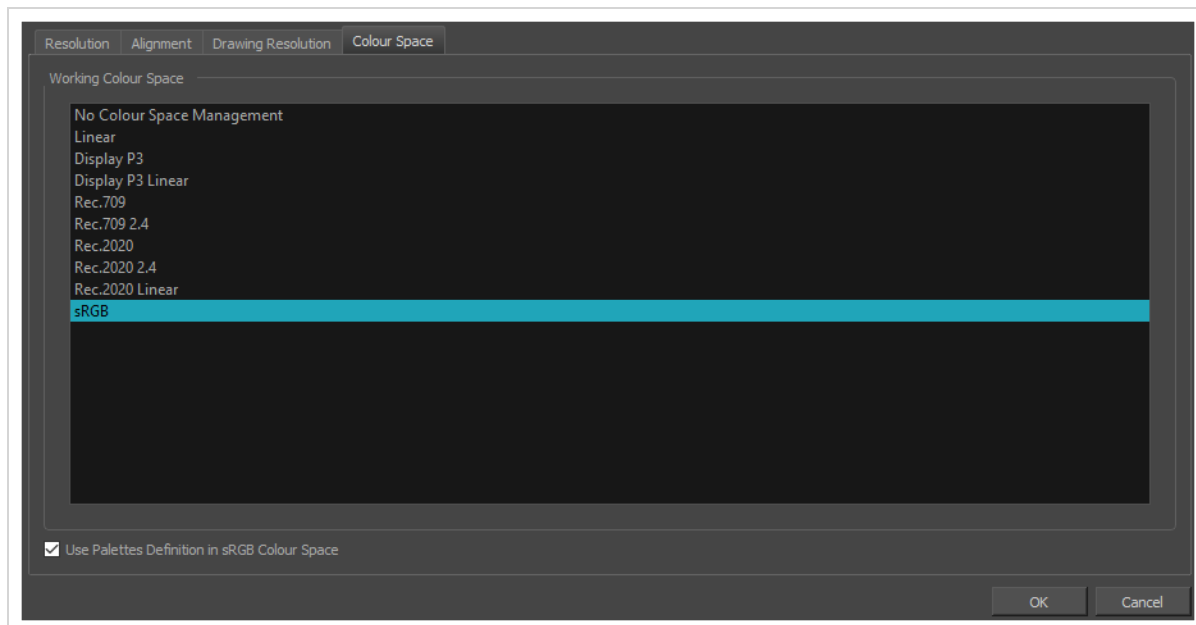 Resolution Alignment Drawing Resolution Colour Space
Working Colour Space
No Colour Space Management
Linear
Display P3
Display P3 Linear
Rec.709
Rec.709 2.4
Rec.2020
Rec.2020 2.4
Rec.2020 Linear
sRGB
Use Palettes Definition in sRGB Colour Space
OK Cancel